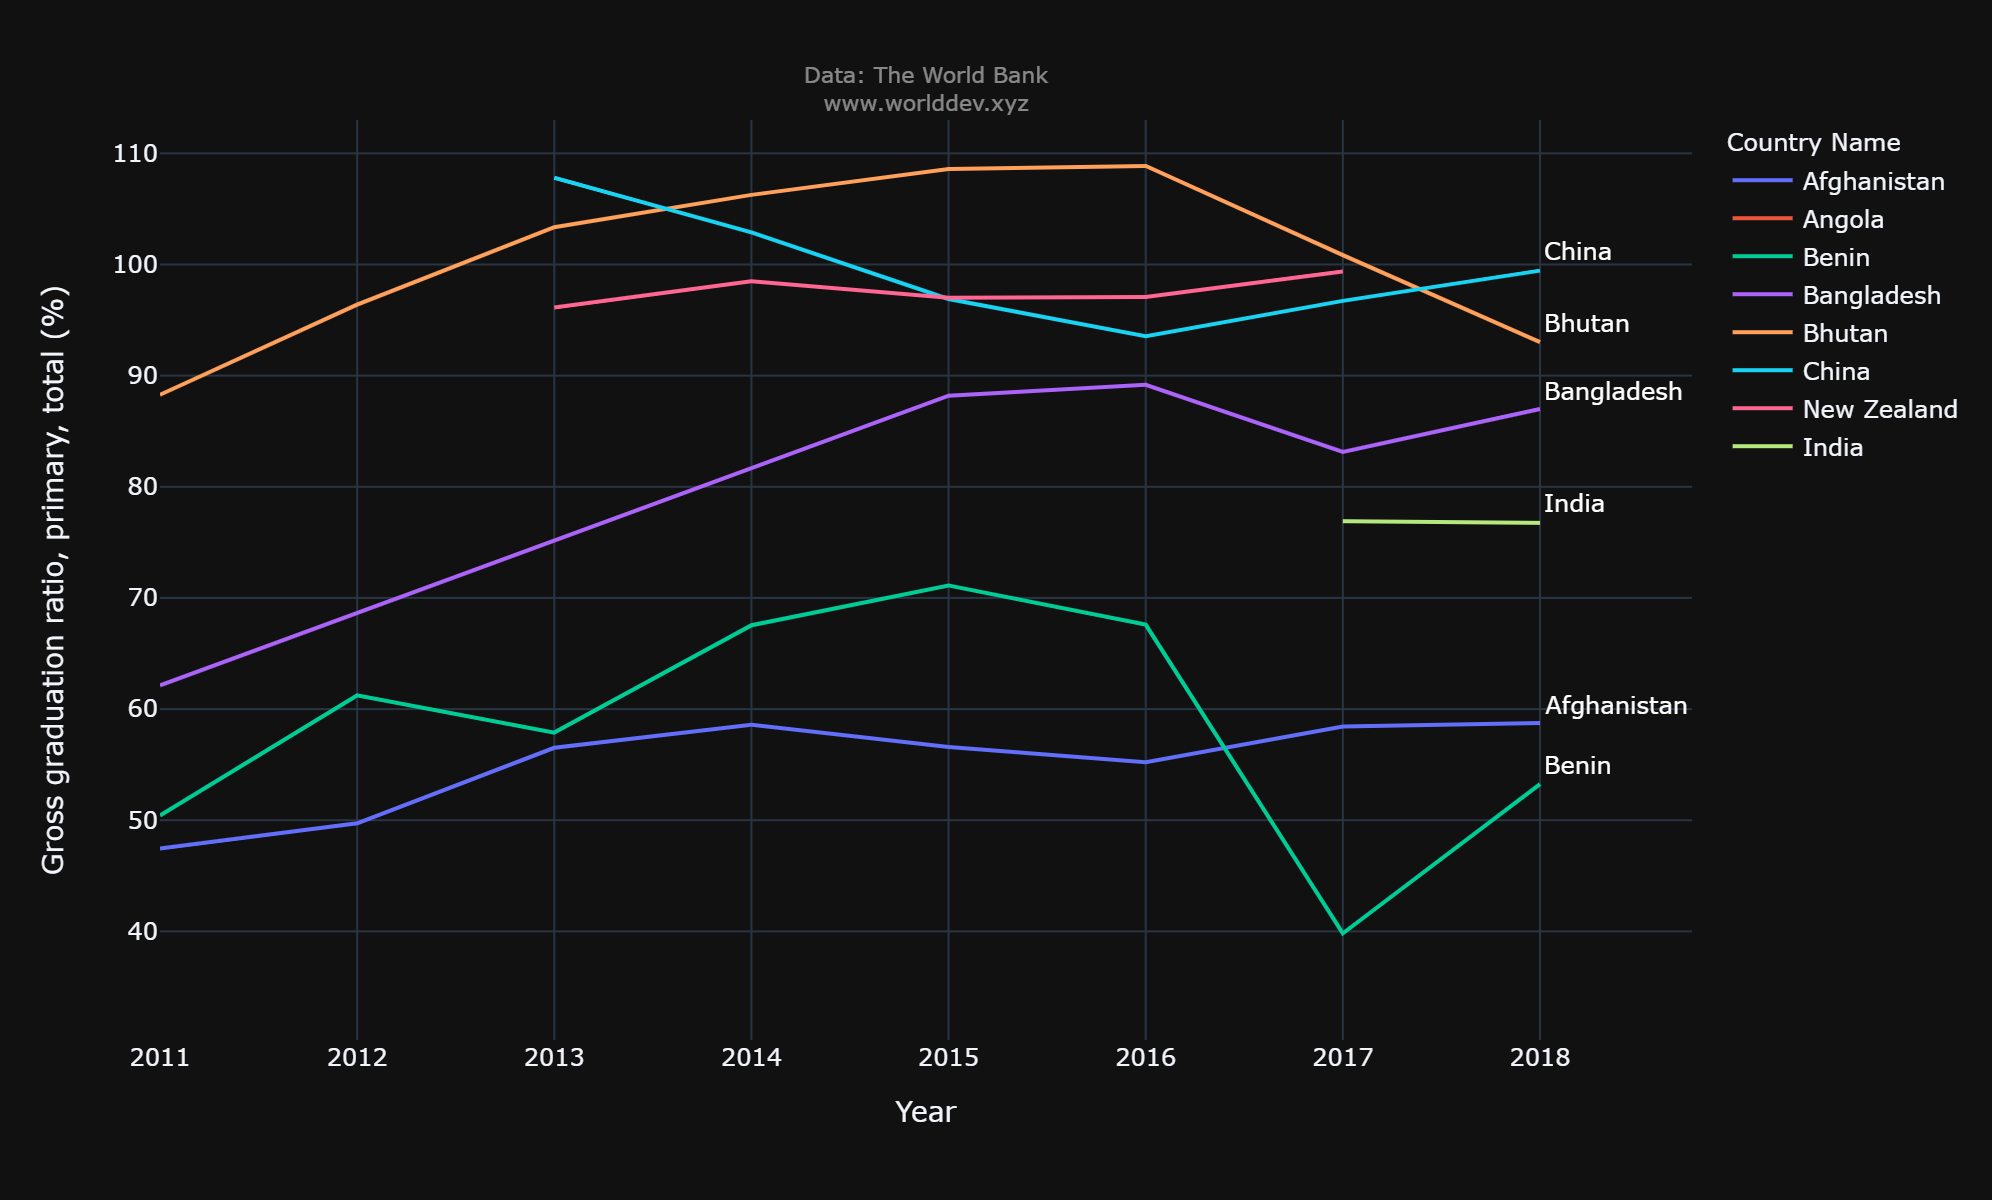 Data: The World Bank
www.worlddev.xyz
Gross graduation ratio, primary, total (%)
110
100
90
80
70
60
50
40
China
Bhutan
Bangladesh
India
Afghanistan
Benin
2011 2012 2013 2014 2015 2016 2017 2018
Year
Country Name
Afghanistan
Angola
Benin
Bangladesh
Bhutan
China
New Zealand
India